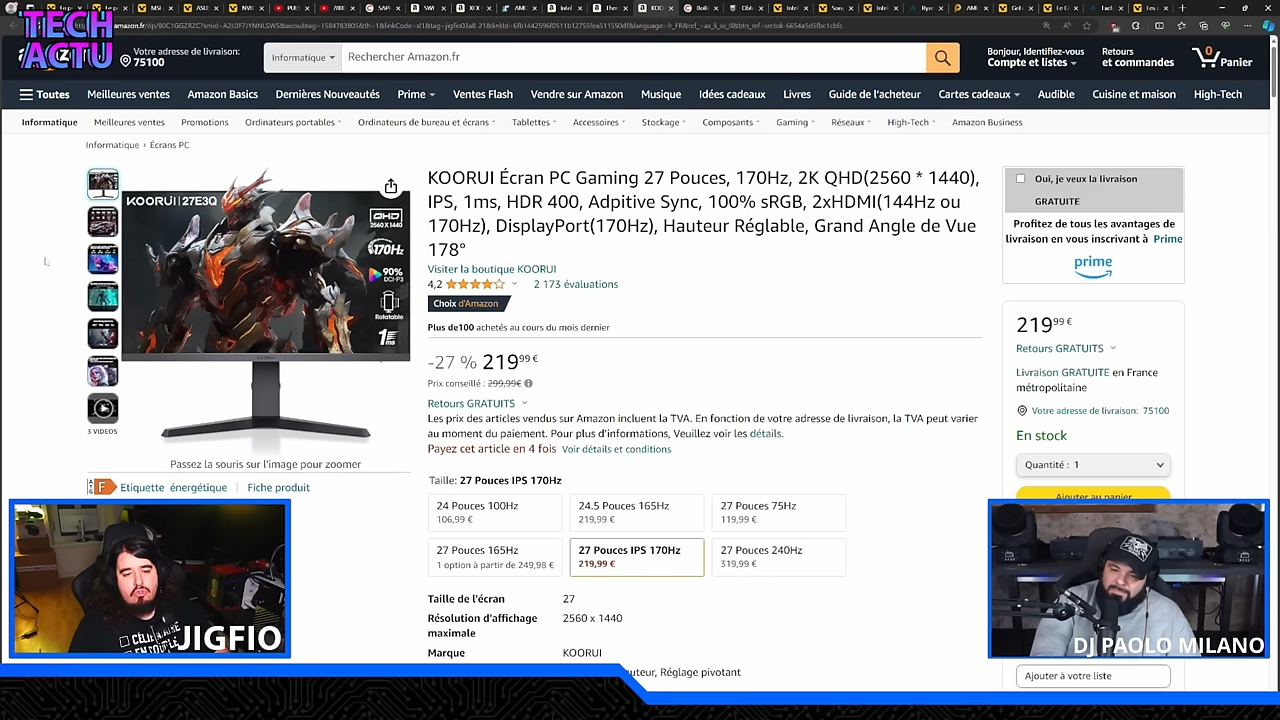 TECH
ACTU
Votre adresse de livraison:
75100
Informatique
Rechercher Amazon.fr
Bonjour, Identifiez-vous
Compte et listes
Retours
et commandes
0
Panier
Toutes
Meilleures ventes
Amazon Basics
Dernières Nouveautés
Prime
Ventes Flash
Vendre sur Amazon
Musique
Idées cadeaux
Livres
Guide de l'acheteur
Cartes cadeaux
Audible
Cuisine et maison
High-Tech
Informatique
Meilleures ventes
Promotions
Ordinateurs portables
Ordinateurs de bureau et écrans
Tablettes
Accessoires
Stockage
Composants
Gaming
Réseaux
High-Tech
Amazon Business
Informatique › Écrans PC
KOORUI 27E3Q
QHD
2560 X 1440
170Hz
90%
DCI-P3
Rotatable
1ms
KOORUI
3 VIDEOS
Passez la souris sur l'image pour zoomer
F
Etiquette énergétique
Fiche produit
KOORUI Écran PC Gaming 27 Pouces, 170Hz, 2K QHD(2560 * 1440),
IPS, 1ms, HDR 400, Adpitive Sync, 100% sRGB, 2xHDMI(144Hz ou
170Hz), DisplayPort(170Hz), Hauteur Réglable, Grand Angle de Vue
178°
Visiter la boutique KOORUI
4,2
2 173 évaluations
Choix d'Amazon
Plus de100 achetés au cours du mois dernier
-27 % 219,99 €
Prix conseillé : 299,99€
Retours GRATUITS
Les prix des articles vendus sur Amazon incluent la TVA. En fonction de votre adresse de livraison, la TVA peut varier
au moment du paiement. Pour plus d'informations, Veuillez voir les détails.
Payez cet article en 4 fois Voir détails et conditions
Taille: 27 Pouces IPS 170Hz
24 Pouces 100Hz
106,99 €
24.5 Pouces 165Hz
219,99 €
27 Pouces 75Hz
119,99 €
27 Pouces 165Hz
1 option à partir de 249,98 €
27 Pouces IPS 170Hz
219,99 €
27 Pouces 240Hz
319,99 €
Taille de l'écran
27
Résolution d'affichage
maximale
2560 x 1440
Marque
KOORUI
auteur, Réglage pivotant
Oui, je veux la livraison
GRATUITE
Profitez de tous les avantages de
livraison en vous inscrivant à Prime
prime
219 99 €
Retours GRATUITS
Livraison GRATUITE en France
métropolitaine
Votre adresse de livraison: 75100
En stock
Quantité : 1
Ajouter au panier
Ajouter à votre liste
JIGFIO
DJ PAOLO MILANO